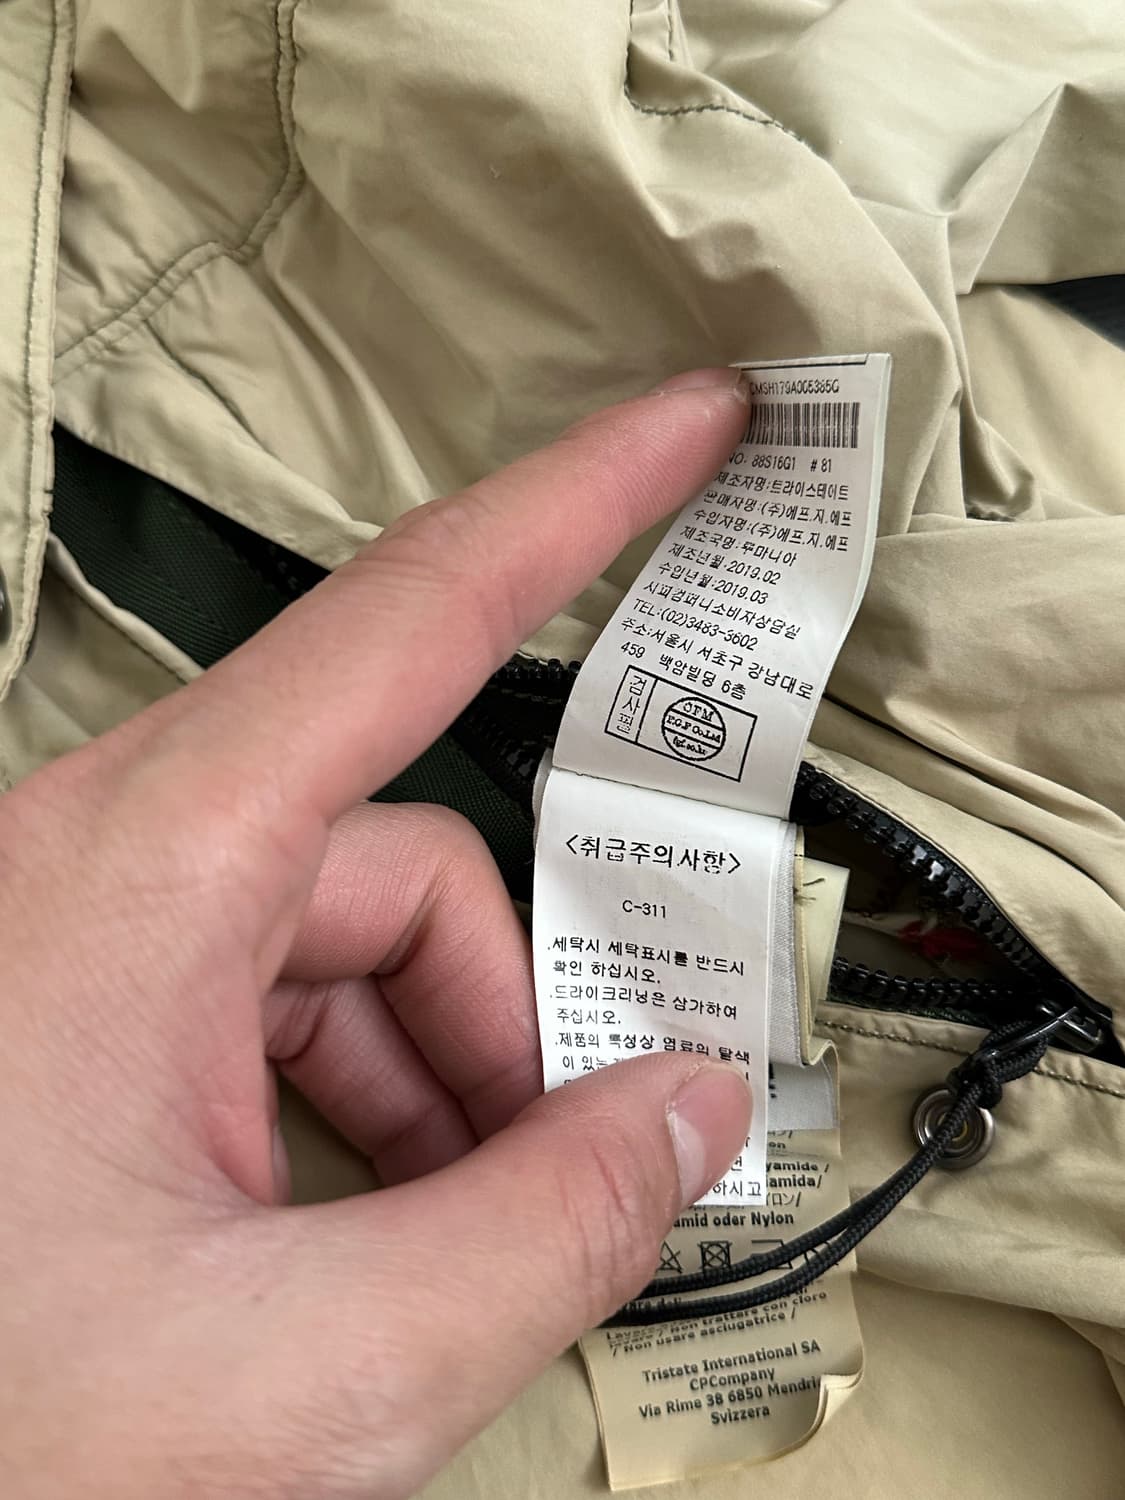 CMSH179A005385G
NO: 88S16G1 #81
제조자명:트라이스테이트
판매자명:(주)에프.지.에프
수입자명:(주)에프.지.에프
제조국명:루마니아
제조년월:2019.02
수입년월:2019.03
시피컴퍼니소비자상담실
TEL:(02)3483-3602
주소:서울시 서초구 강남대로
459 백암빌딩 6층
검사필
<취급주의사항>
C-311
.세탁시 세탁표시를 반드시
확인 하십시오.
.드라이크리닝은 삼가하여
주십시오.
.제품의 특성상 염료의 탈색
이 있는
하시고
yamide /
amida/
amid oder Nylon
/ Non trattare con cloro
/ Non usare asciugatrice /
Tristate International SA
CPCompany
Via Rime 38 6850 Mendri
Svizzera